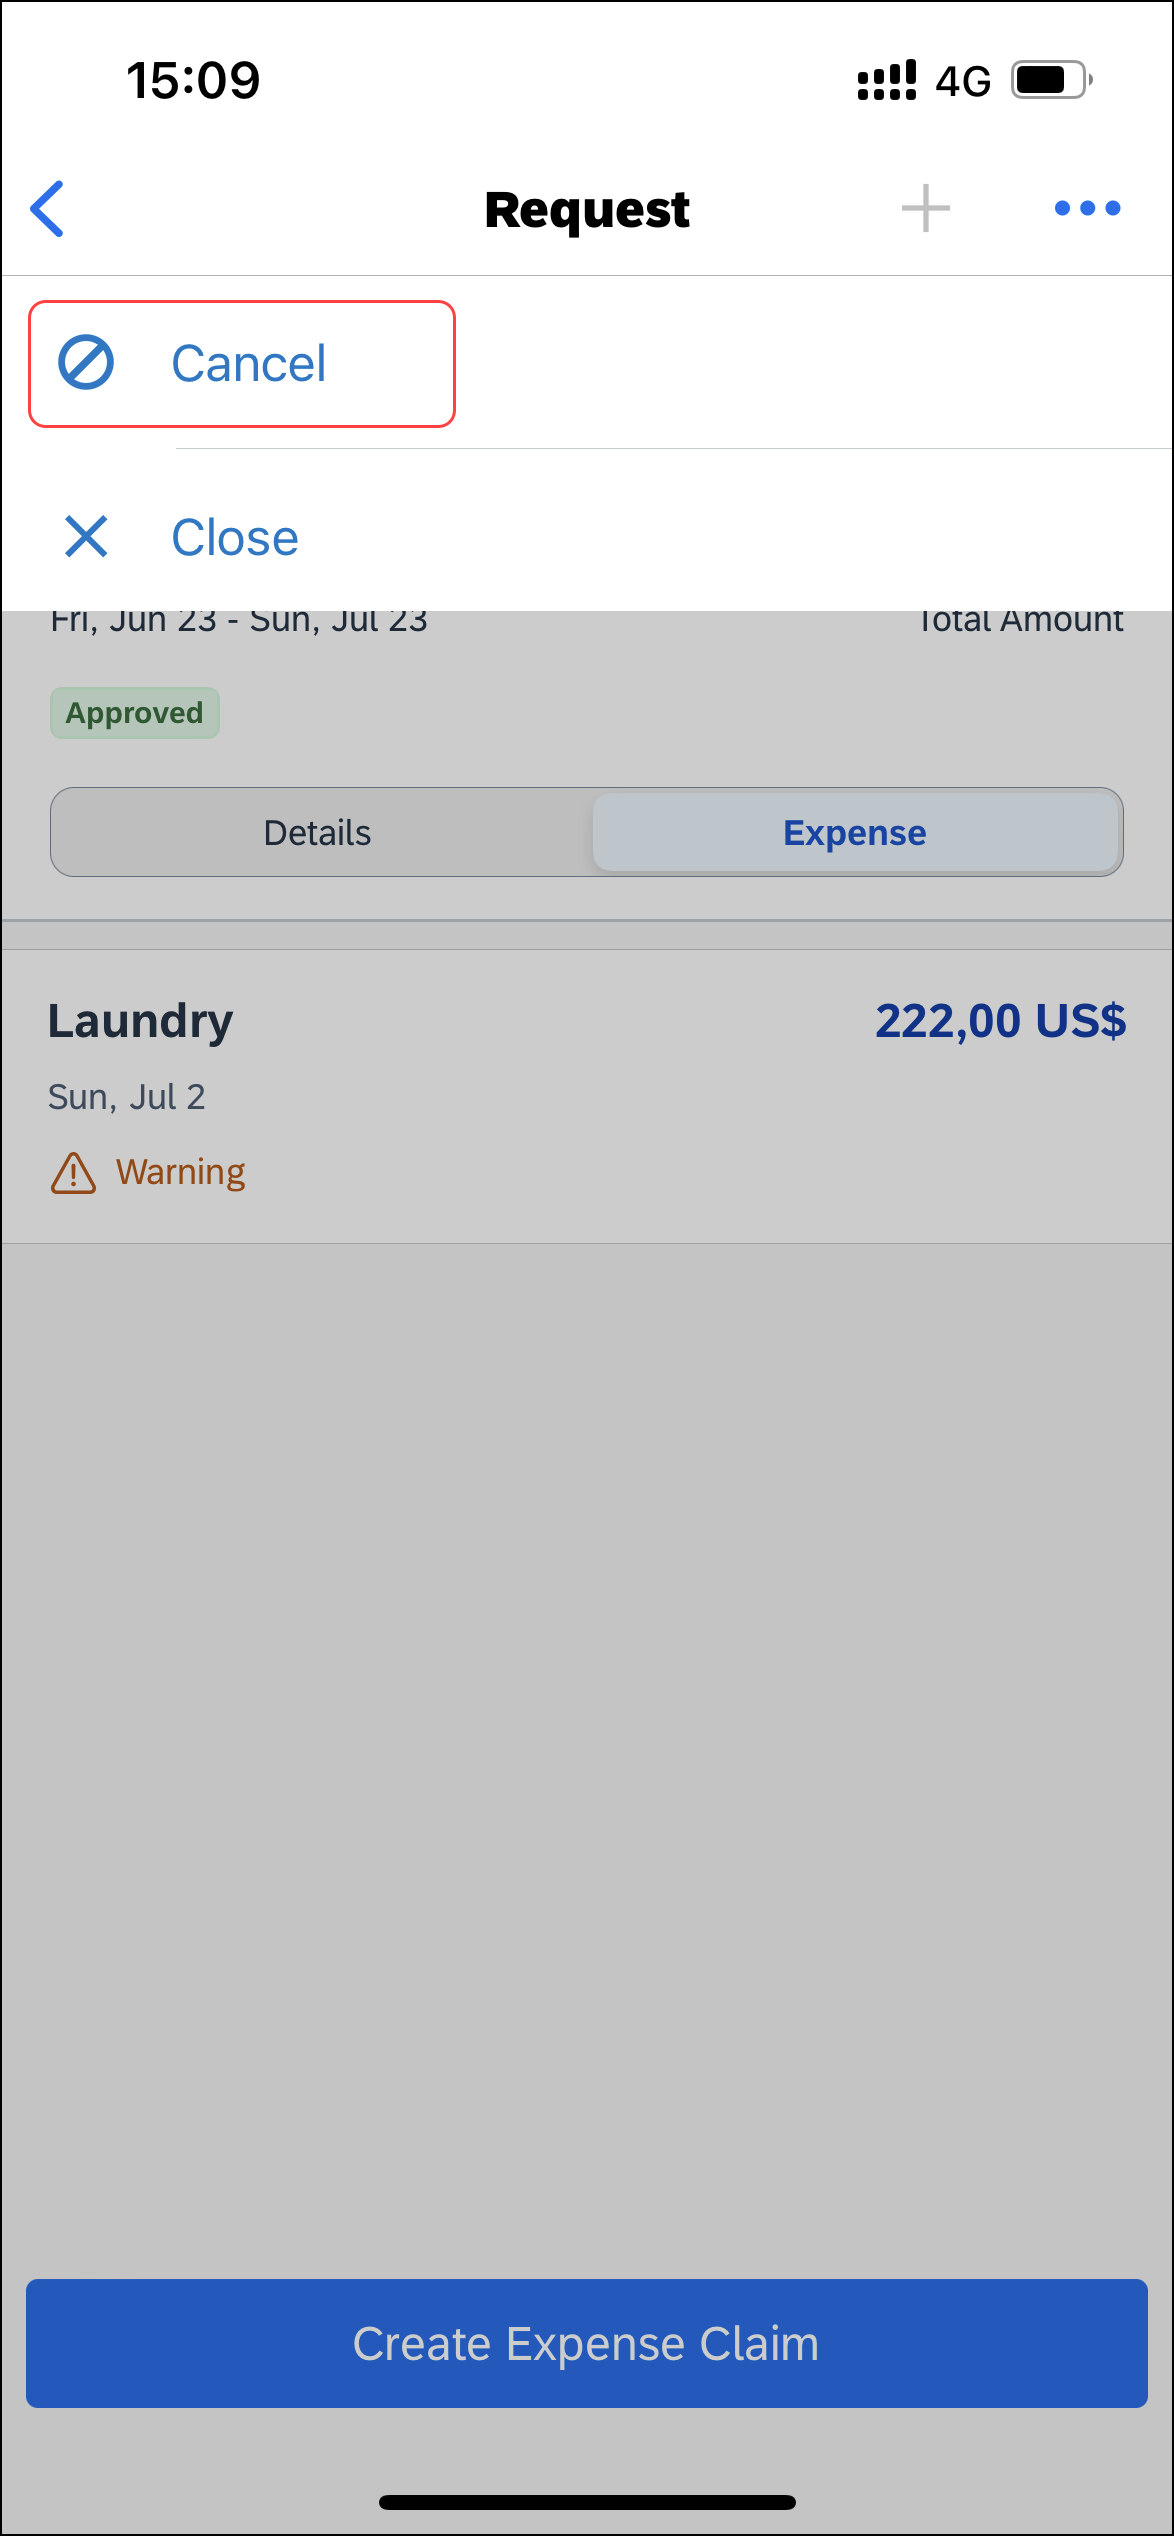 15:09 4G
Request
Cancel
Close
Fri, Jun 23 - Sun, Jul 23 Total Amount
Approved
Details Expense
Laundry 222,00 US$
Sun, Jul 2
Warning
Create Expense Claim